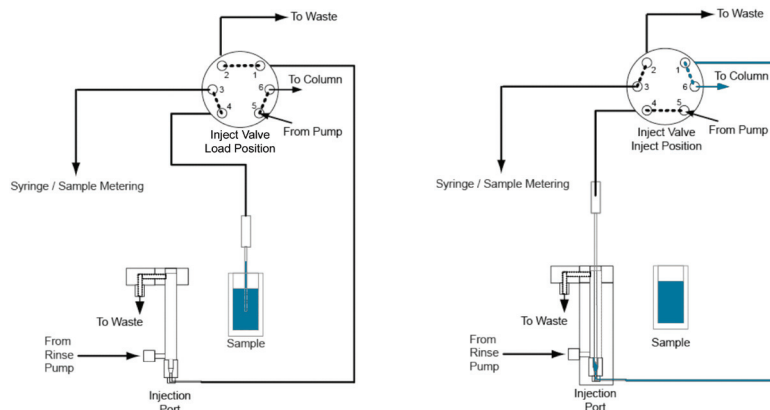 To Waste
2
1
To Column
3
6
4
5
Inject Valve
Load Position
From Pump
Syringe / Sample Metering
To Waste
From
Rinse
Pump
Sample
Injection
Port
To Waste
2
1
To Column
3
6
4
5
Inject Valve
Inject Position
From Pump
Syringe / Sample Metering
To Waste
From
Rinse
Pump
Sample
Injection
Port